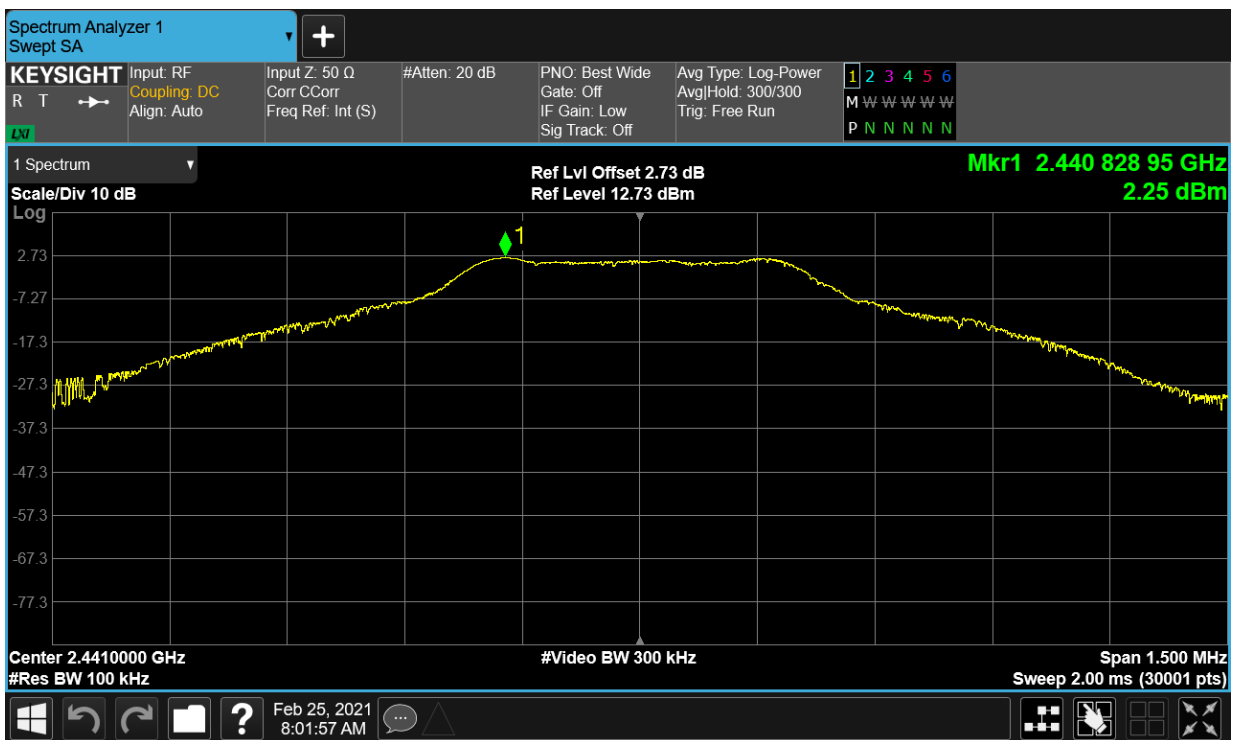 Spectrum Analyzer 1
Swept SA
KEYSIGHT
R T
LXI
Input: RF
Coupling: DC
Align: Auto
Input Z: 50 Ω
Corr CCorr
Freq Ref: Int (S)
#Atten: 20 dB
PNO: Best Wide
Gate: Off
IF Gain: Low
Sig Track: Off
Avg Type: Log-Power
Avg|Hold: 300/300
Trig: Free Run
1 2 3 4 5 6
M W W W W W
P N N N N N
1 Spectrum
Scale/Div 10 dB
Log
Ref Lvl Offset 2.73 dB
Ref Level 12.73 dBm
Mkr1 2.440 828 95 GHz
2.25 dBm
1
2.73
-7.27
-17.3
-27.3
-37.3
-47.3
-57.3
-67.3
-77.3
Center 2.4410000 GHz
#Res BW 100 kHz
#Video BW 300 kHz
Span 1.500 MHz
Sweep 2.00 ms (30001 pts)
?
Feb 25, 2021
8:01:57 AM